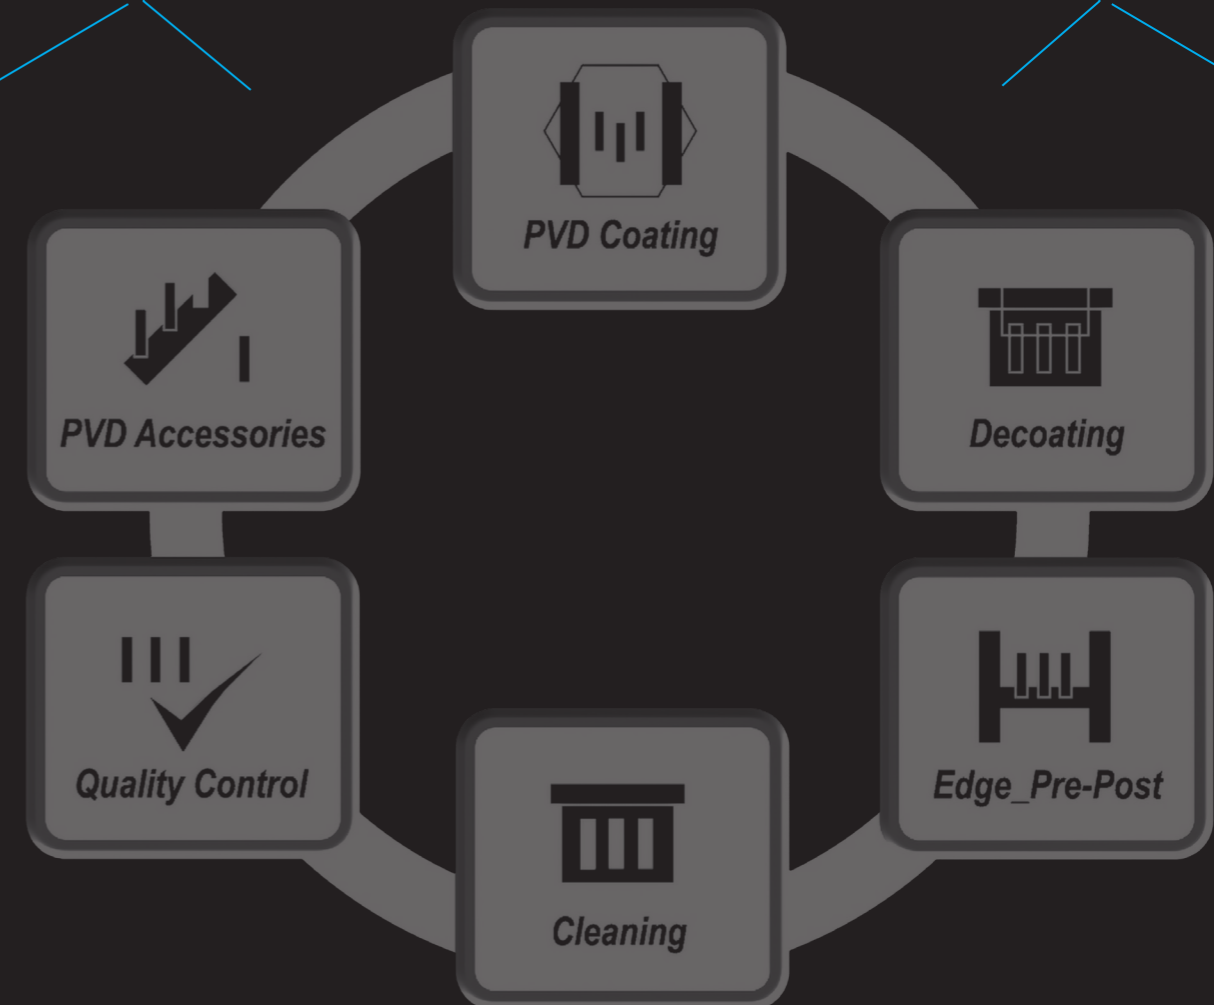 PVD Coating
PVD Accessories
Decoating
Quality Control
Edge_Pre-Post
Cleaning